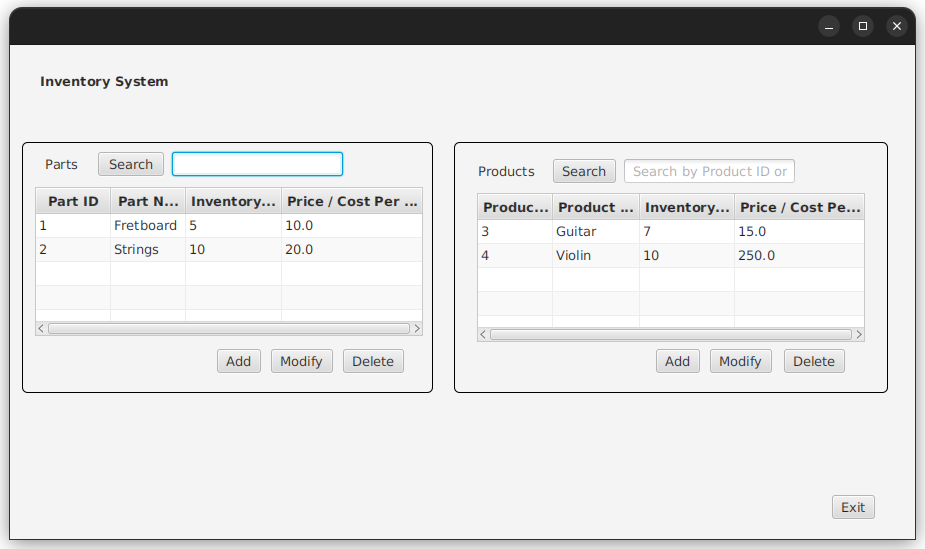 Inventory System
Parts Search
Part ID Part N... Inventory... Price / Cost Per ...
1 Fretboard 5 10.0
2 Strings 10 20.0
Add Modify Delete
Products Search Search by Product ID or
Produc... Product ... Inventory... Price / Cost Pe...
3 Guitar 7 15.0
4 Violin 10 250.0
Add Modify Delete
Exit